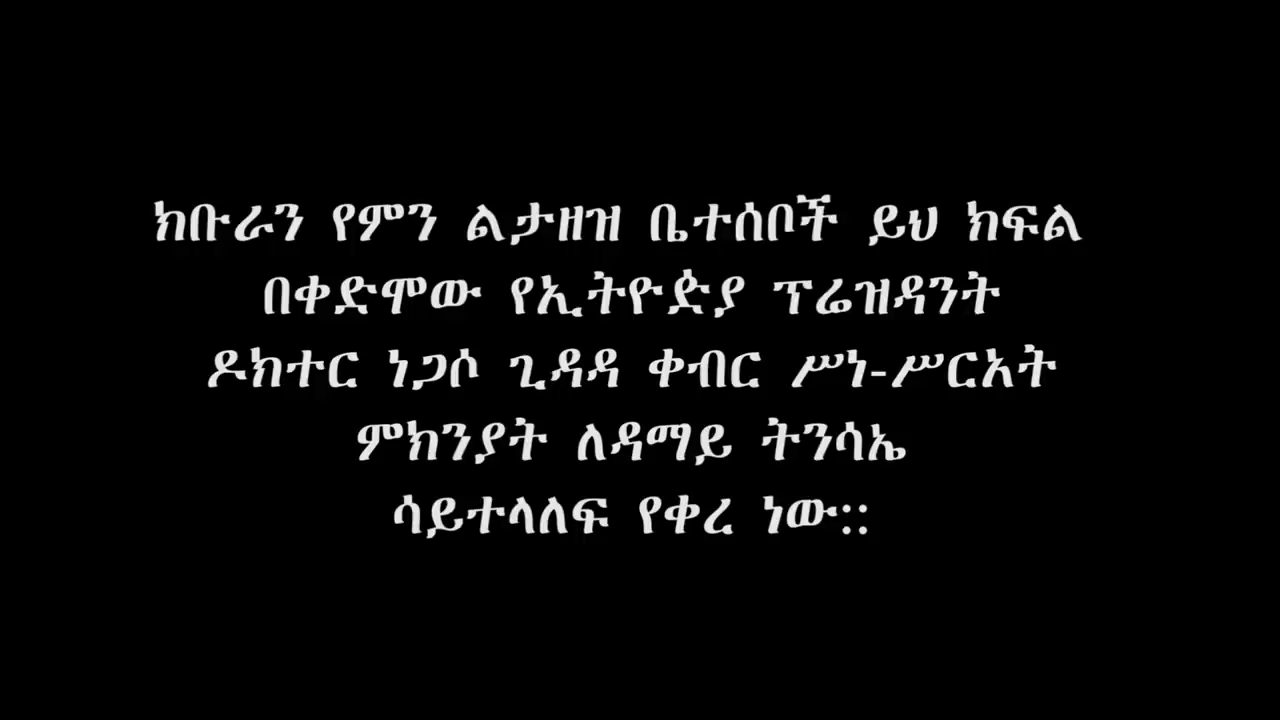 ክቡራን የምን ልታዘዝ ቤተሰቦች ይህ ክፍል
በቀድሞው የኢትዮድያ ፕሬዝዳንት
ዶክተር ነጋሶ ጊዳዳ ቀብር ሥነ-ሥርአት
ምክንያት ለዳማይ ትንሳኤ
ሳይተላለፍ የቀረ ነው::